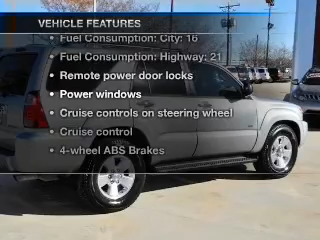 VEHICLE FEATURES
• Fuel Consumption: City: 16
• Fuel Consumption: Highway: 21
• Remote power door locks
• Power windows
• Cruise controls on steering wheel
• Cruise control
• 4-wheel ABS Brakes